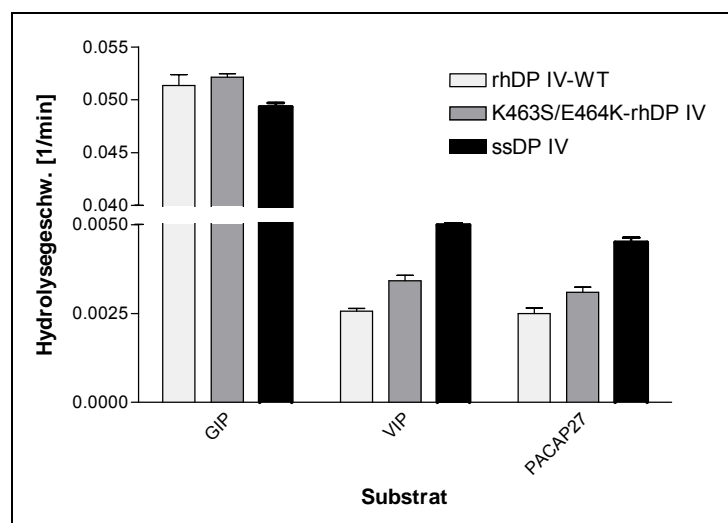 Hydrolysegeschw. [1/min]
0.055
0.050
0.045
0.040
0.0050
0.0025
0.0000
rhDP IV-WT
K463S/E464K-rhDP IV
ssDP IV
GIP
VIP
PACAP27
Substrat